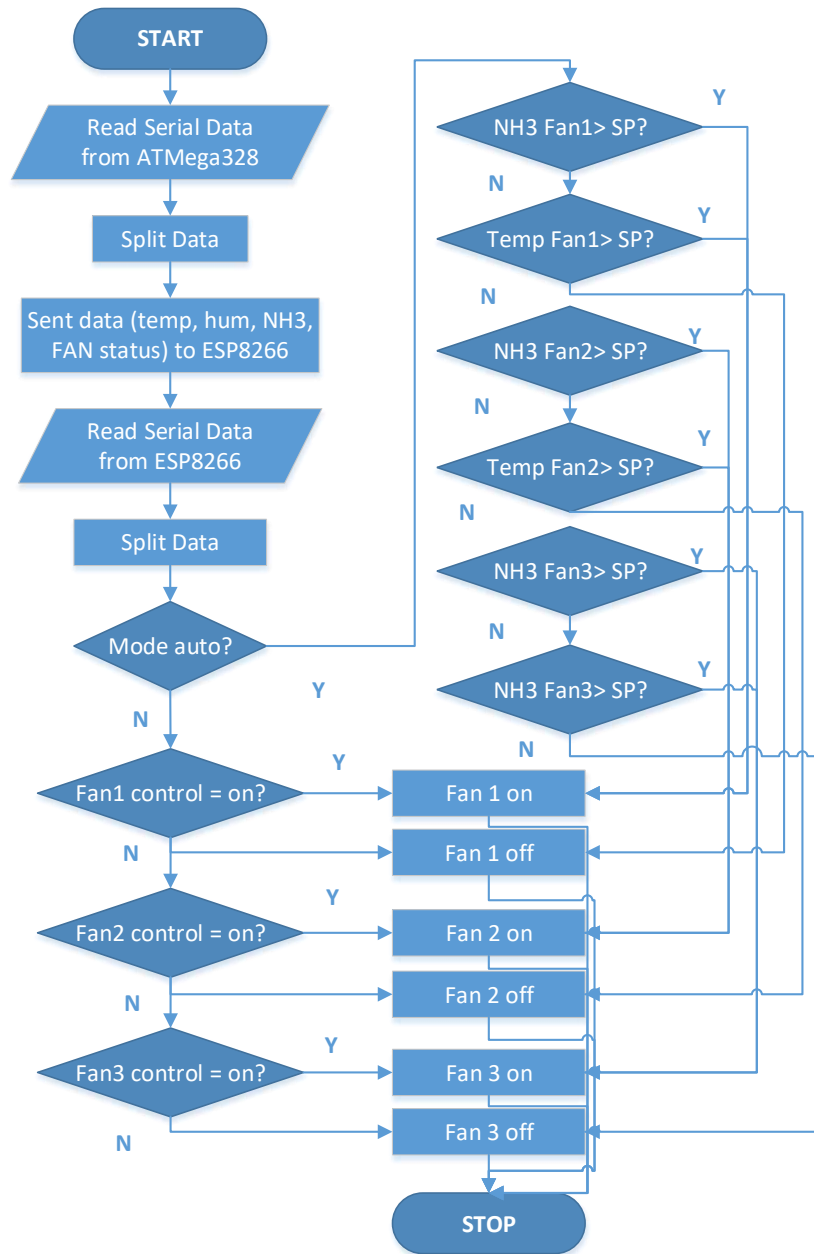 START
Read Serial Data
from ATMega328
Split Data
Sent data (temp, hum, NH3,
FAN status) to ESP8266
Read Serial Data
from ESP8266
Split Data
Mode auto?
Y
N
Fan1 control = on?
Y
N
Fan2 control = on?
Y
N
Fan3 control = on?
Y
N
NH3 Fan1> SP?
Y
N
Temp Fan1> SP?
Y
N
NH3 Fan2> SP?
Y
N
Temp Fan2> SP?
Y
N
NH3 Fan3> SP?
Y
N
NH3 Fan3> SP?
Y
N
Fan 1 on
Fan 1 off
Fan 2 on
Fan 2 off
Fan 3 on
Fan 3 off
STOP